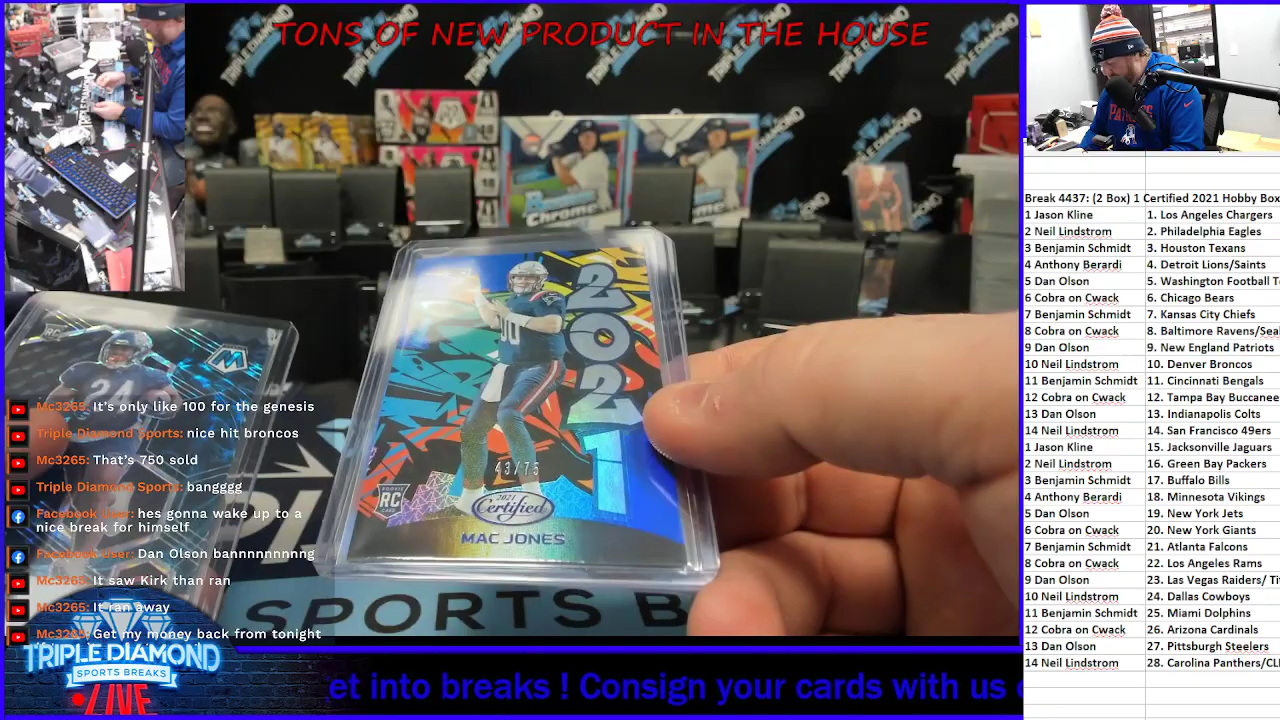 TONS OF NEW PRODUCT IN THE HOUSE
Bowman
Chrome
24
RC
2021
43/75
ROOKIE
RC
CARD
2021
Certified
MAC JONES
SPORTS B
Mc3265: It's only like 100 for the genesis
Triple Diamond Sports: nice hit broncos
Mc3265: That's 750 sold
Triple Diamond Sports: bangggg
Facebook User: hes gonna wake up to a
nice break for himself
Facebook User: Dan Olson bannnnnnnng
Mc3265: It saw Kirk than ran
Mc3265: It ran away
Mc3265: Get my money back from tonight
TRIPLE DIAMOND
SPORTS BREAKS
LIVE
et into breaks ! Consign your cards with
PATRIOTS
Break 4437: (2 Box) 1 Certified 2021 Hobby Box
1 Jason Kline 1. Los Angeles Chargers
2 Neil Lindstrom 2. Philadelphia Eagles
3 Benjamin Schmidt 3. Houston Texans
4 Anthony Berardi 4. Detroit Lions/Saints
5 Dan Olson 5. Washington Football T
6 Cobra on Cwack 6. Chicago Bears
7 Benjamin Schmidt 7. Kansas City Chiefs
8 Cobra on Cwack 8. Baltimore Ravens/Sea
9 Dan Olson 9. New England Patriots
10 Neil Lindstrom 10. Denver Broncos
11 Benjamin Schmidt 11. Cincinnati Bengals
12 Cobra on Cwack 12. Tampa Bay Buccanee
13 Dan Olson 13. Indianapolis Colts
14 Neil Lindstrom 14. San Francisco 49ers
1 Jason Kline 15. Jacksonville Jaguars
2 Neil Lindstrom 16. Green Bay Packers
3 Benjamin Schmidt 17. Buffalo Bills
4 Anthony Berardi 18. Minnesota Vikings
5 Dan Olson 19. New York Jets
6 Cobra on Cwack 20. New York Giants
7 Benjamin Schmidt 21. Atlanta Falcons
8 Cobra on Cwack 22. Los Angeles Rams
9 Dan Olson 23. Las Vegas Raiders/ Ti
10 Neil Lindstrom 24. Dallas Cowboys
11 Benjamin Schmidt 25. Miami Dolphins
12 Cobra on Cwack 26. Arizona Cardinals
13 Dan Olson 27. Pittsburgh Steelers
14 Neil Lindstrom 28. Carolina